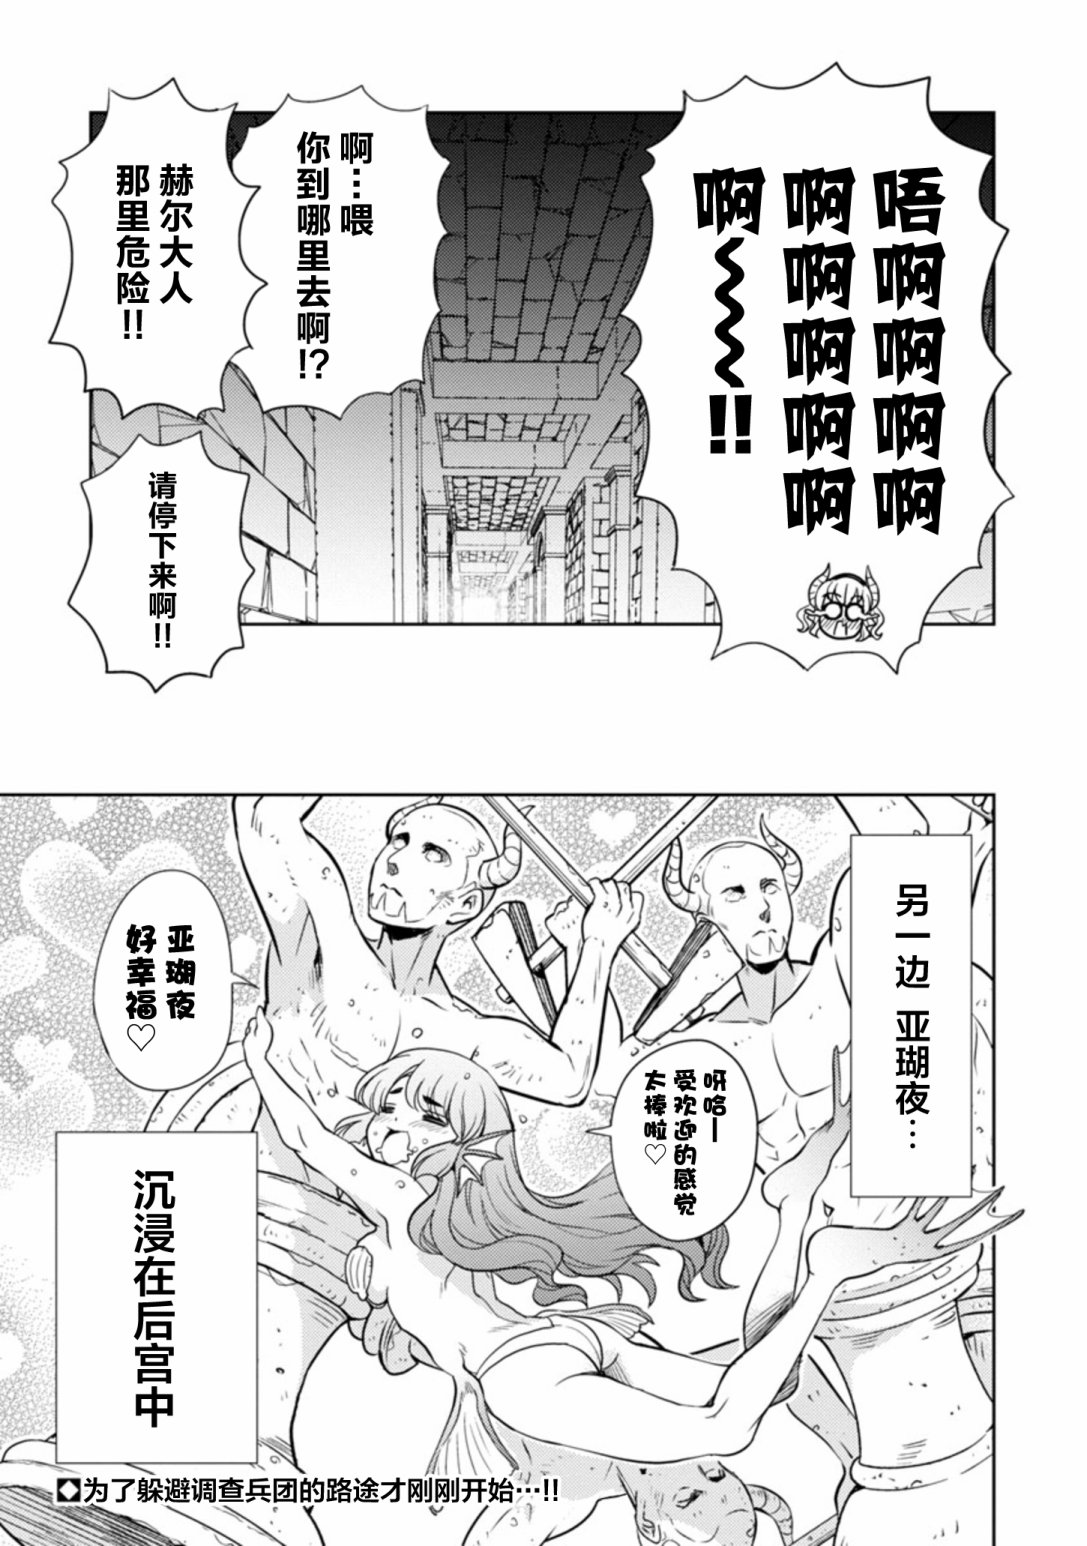 唔啊啊啊啊
啊啊啊啊啊
啊～～～!!
啊…喂
你到哪里去啊!?
赫尔大人
那里危险!!
请停下来啊!!
另一边 亚瑚夜…
呀哈ー
受欢迎的感觉
太捧啦♡
亚瑚夜
好幸福♡
沉浸在后宫中
◆为了躲避调查兵团的路途才刚刚开始…!!